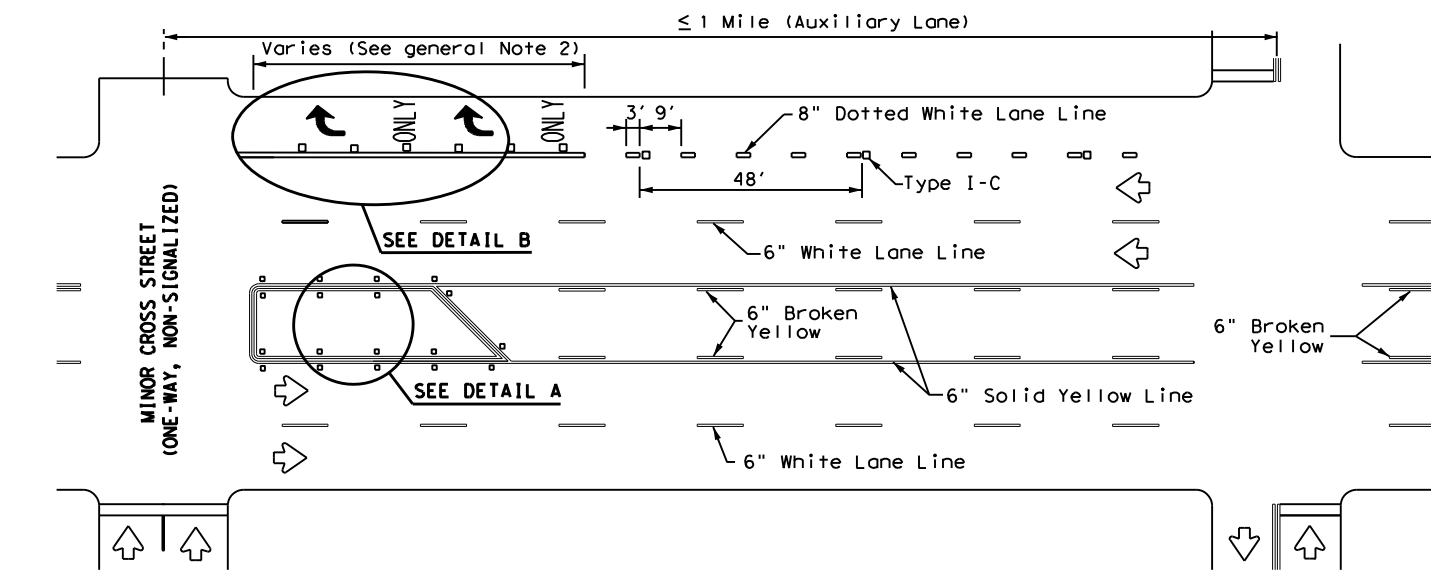 ≤ 1 Mile (Auxiliary Lane)
Varies (See general Note 2)
ONLY
ONLY
3' 9'
8" Dotted White Lane Line
48'
Type I-C
SEE DETAIL B
6" White Lane Line
MINOR CROSS STREET
(ONE-WAY, NON-SIGNALIZED)
6" Broken
Yellow
6" Broken
Yellow
SEE DETAIL A
6" Solid Yellow Line
6" White Lane Line